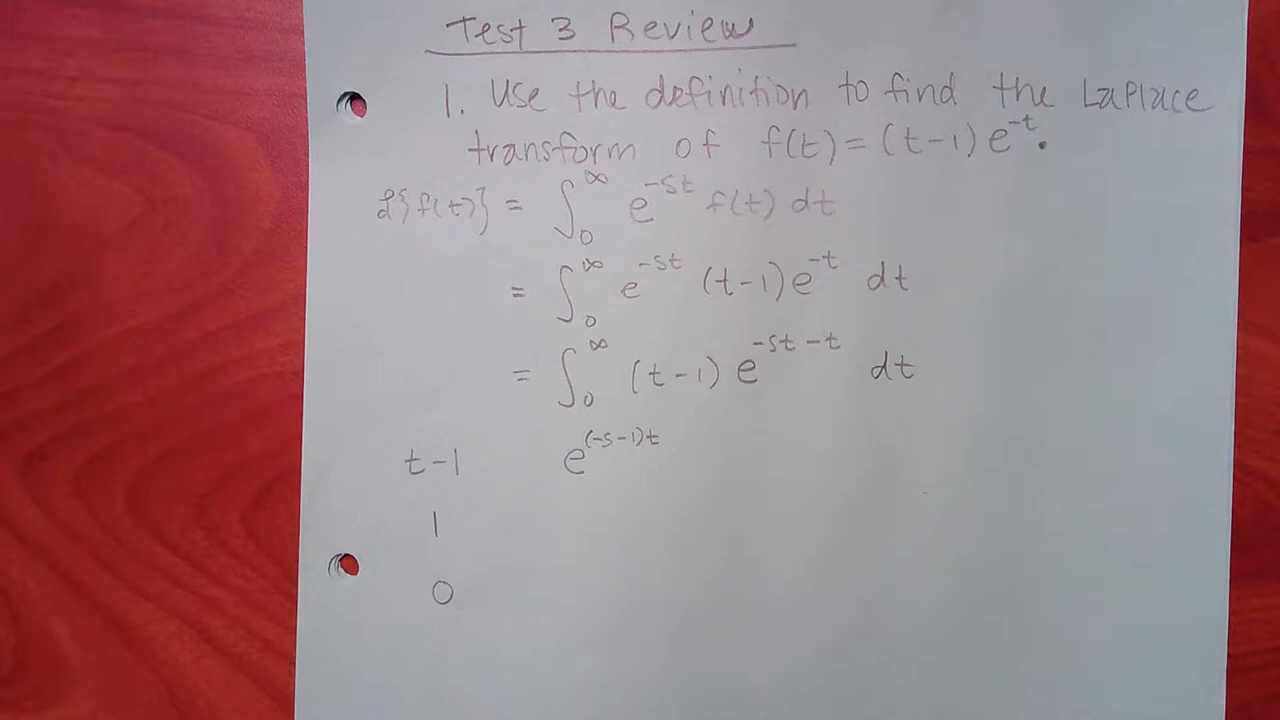 Test 3 Review
1. Use the definition to find the Laplace
transform of f(t) = (t-1) e^{-t}.
ℒ{f(t)} = ∫_0^∞ e^{-st} f(t) dt
= ∫_0^∞ e^{-st} (t-1) e^{-t} dt
= ∫_0^∞ (t-1) e^{-st-t} dt
t-1 e^{(-s-1)t}
1
0